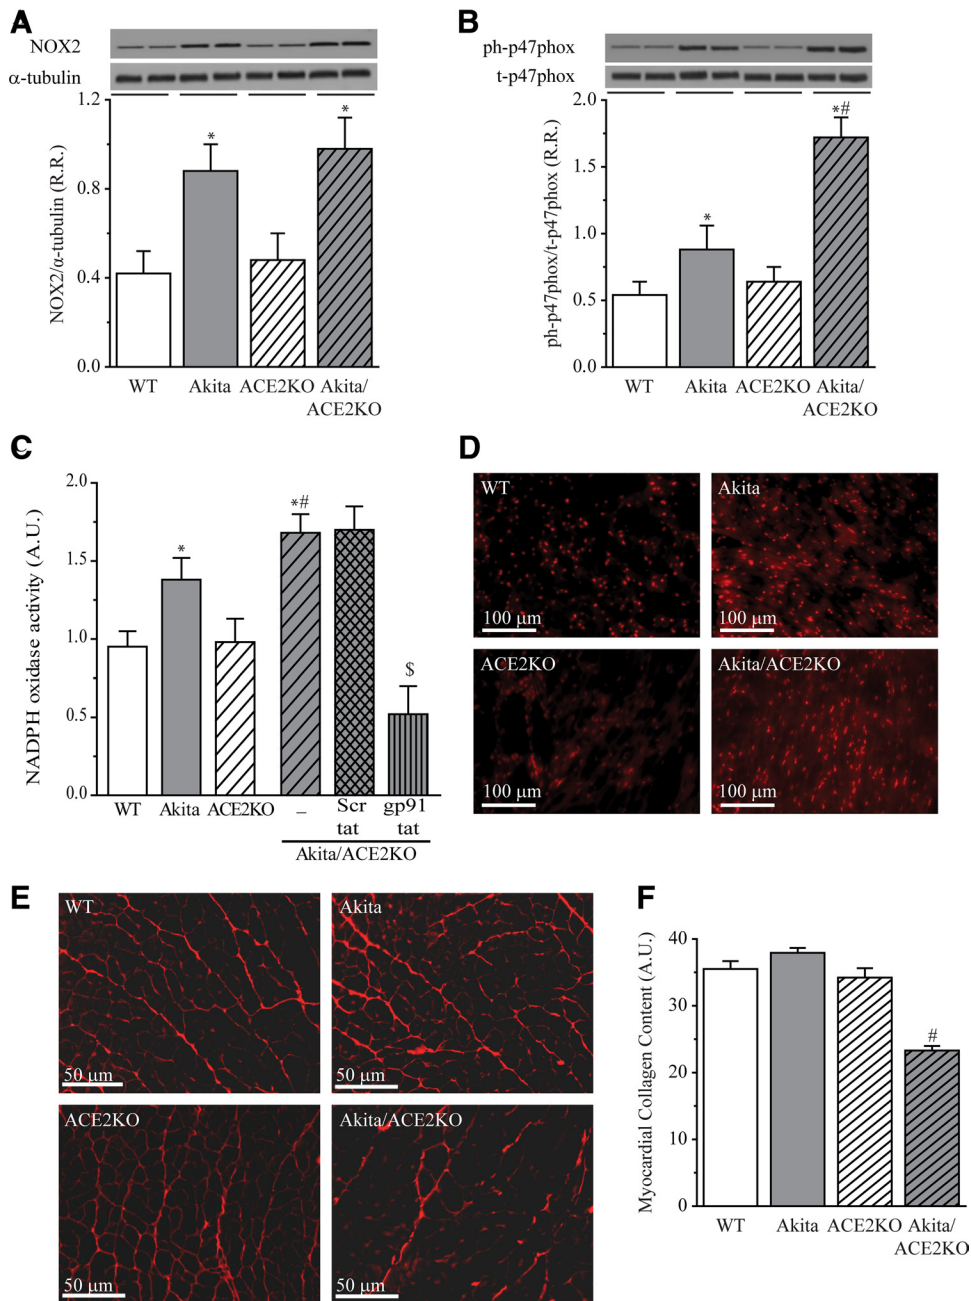 A
NOX2
α-tubulin
NOX2/α-tubulin (R.R.)
1.2
0.8
0.4
0.0
WT
Akita
ACE2KO
Akita/
ACE2KO
*
*
B
ph-p47phox
t-p47phox
ph-p47phox/t-p47phox (R.R.)
2.0
1.5
1.0
0.5
0.0
*
*#
WT
Akita
ACE2KO
Akita/
ACE2KO
C
NADPH oxidase activity (A.U.)
2.0
1.5
1.0
0.5
0.0
*
*#
$
WT
Akita
ACE2KO
–
Scr
tat
gp91
tat
Akita/ACE2KO
D
WT
100 μm
Akita
100 μm
ACE2KO
100 μm
Akita/ACE2KO
100 μm
E
WT
50 μm
Akita
50 μm
ACE2KO
50 μm
Akita/ACE2KO
50 μm
F
Myocardial Collagen Content (A.U.)
40
30
20
10
0
#
WT
Akita
ACE2KO
Akita/
ACE2KO